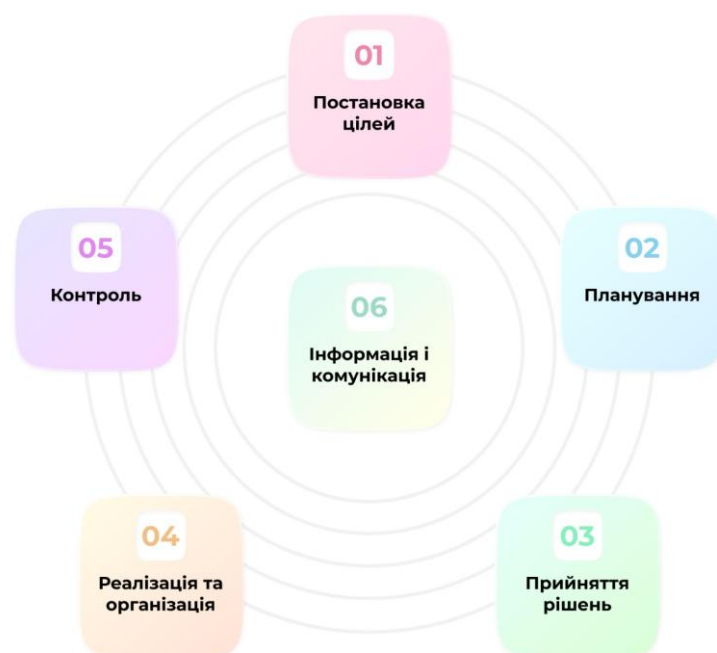 01
Постановка
цілей
02
Планування
03
Прийняття
рішень
04
Реалізація та
організація
05
Контроль
06
Інформація і
комунікація